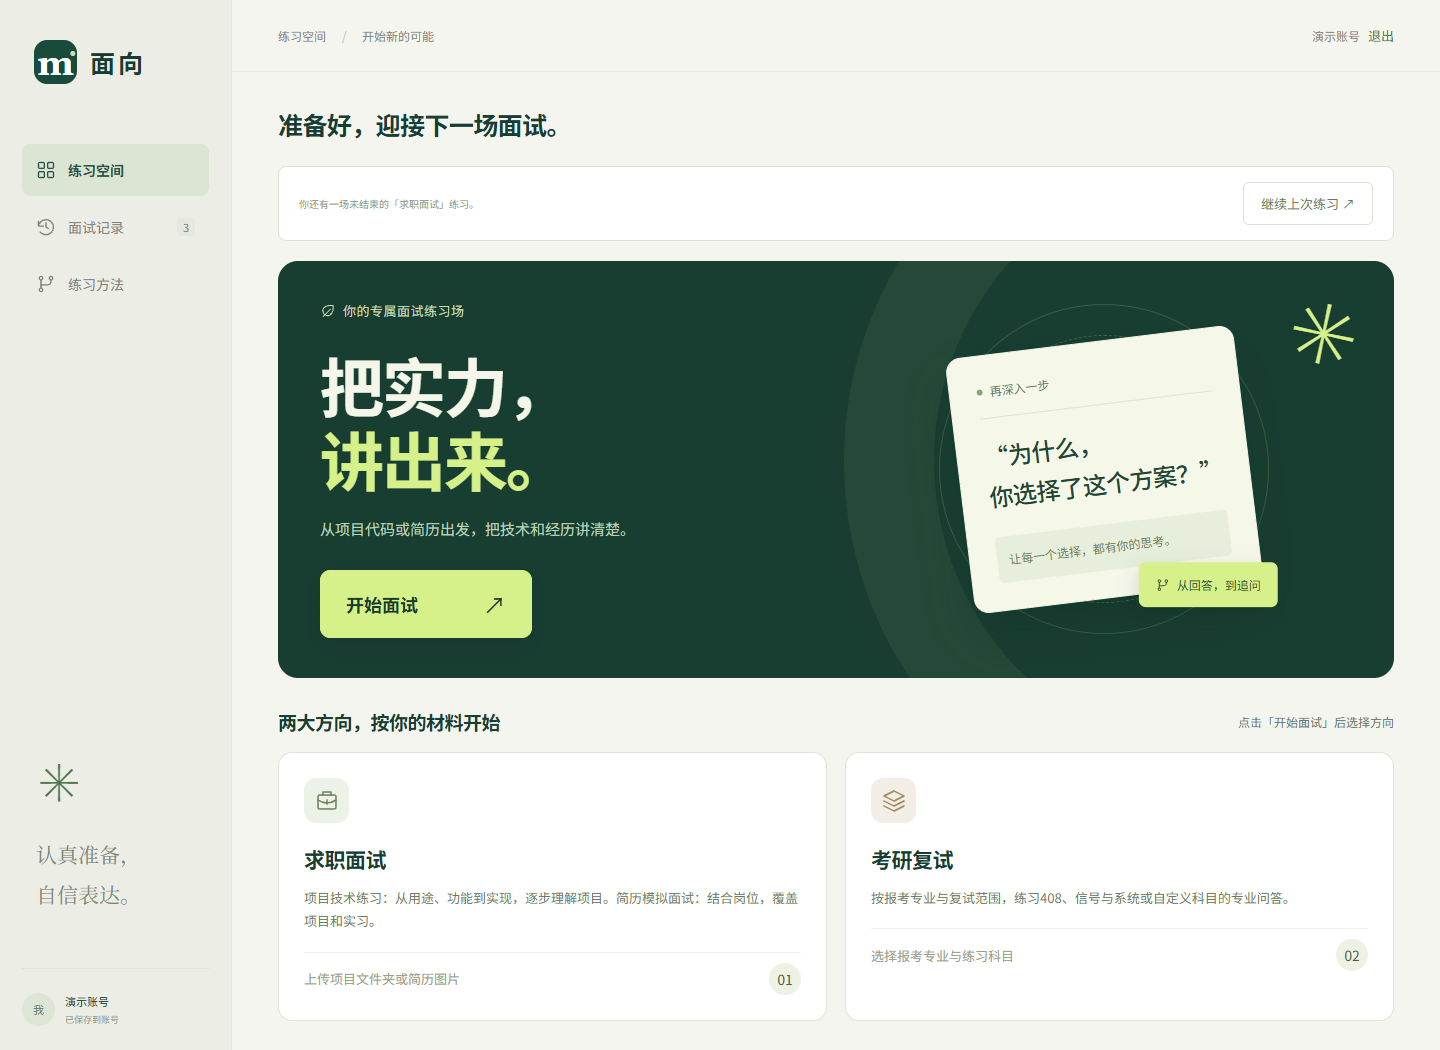 m 面向
练习空间
面试记录 3
练习方法
认真准备，
自信表达。
我
演示账号
已保存到账号
练习空间 / 开始新的可能
演示账号 退出
准备好，迎接下一场面试。
你还有一场未结束的「求职面试」练习。
继续上次练习 ↗
你的专属面试练习场
把实力，
讲出来。
从项目代码或简历出发，把技术和经历讲清楚。
开始面试
再深入一步
“为什么，
你选择了这个方案？”
让每一个选择，都有你的思考。
从回答，到追问
两大方向，按你的材料开始
点击「开始面试」后选择方向
求职面试
项目技术练习：从用途、功能到实现，逐步理解项目。简历模拟面试：结合岗位，覆盖
项目和实习。
上传项目文件夹或简历图片
01
考研复试
按报考专业与复试范围，练习408、信号与系统或自定义科目的专业问答。
选择报考专业与练习科目
02